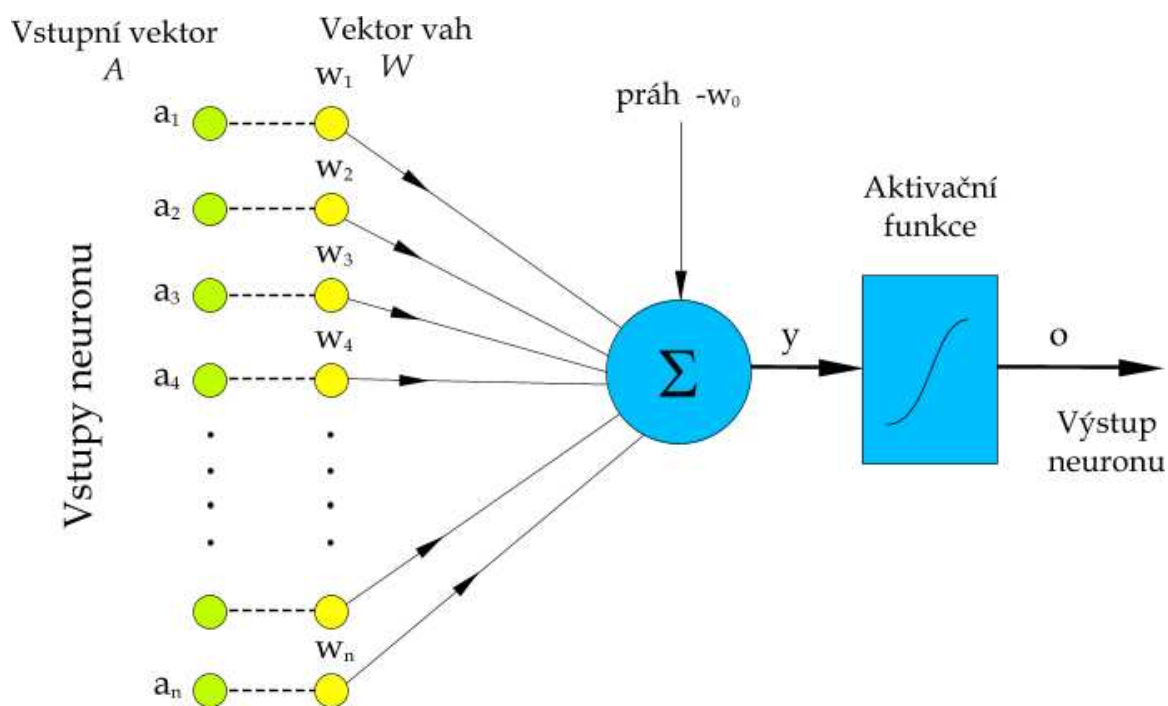 Vstupní vektor
A
Vektor vah
W
Vstupy neuronu
a₁
w₁
a₂
w₂
a₃
w₃
a₄
w₄
aₙ
wₙ
práh -w₀
Σ
y
Aktivační
funkce
o
Výstup
neuronu